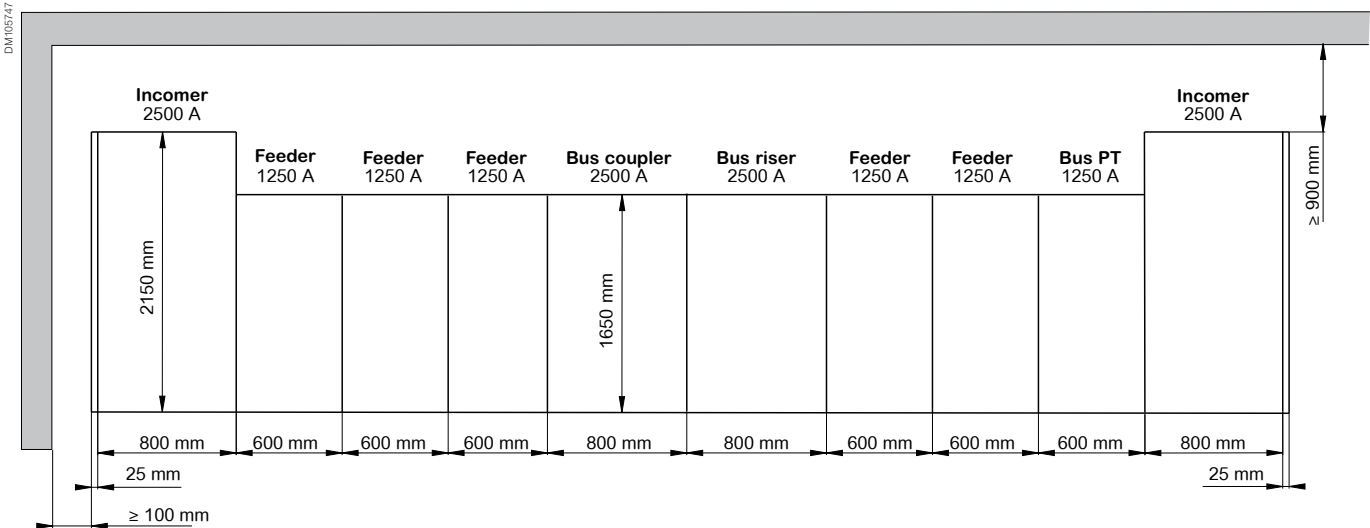 DM105747
Incomer
2500 A
Incomer
2500 A
Feeder
1250 A
Feeder
1250 A
Feeder
1250 A
Bus coupler
2500 A
Bus riser
2500 A
Feeder
1250 A
Feeder
1250 A
Bus PT
1250 A
≥ 900 mm
2150 mm
1650 mm
800 mm
600 mm
600 mm
600 mm
800 mm
800 mm
600 mm
600 mm
600 mm
800 mm
25 mm
25 mm
≥ 100 mm